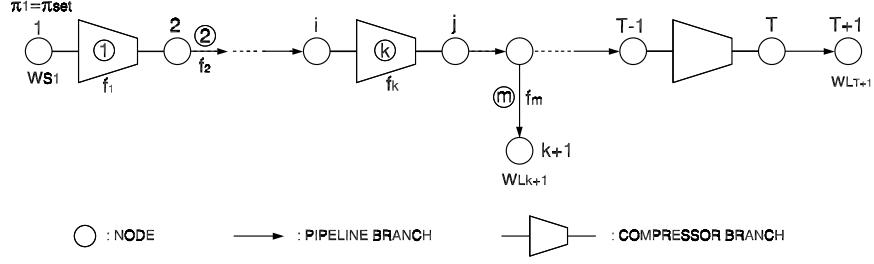 π1=πset
1 2 ② i j T-1 T T+1
① ⓚ
WS1 f1 f2 fk WLT+1
ⓜ fm
k+1
WLk+1
: NODE : PIPELINE BRANCH : COMPRESSOR BRANCH